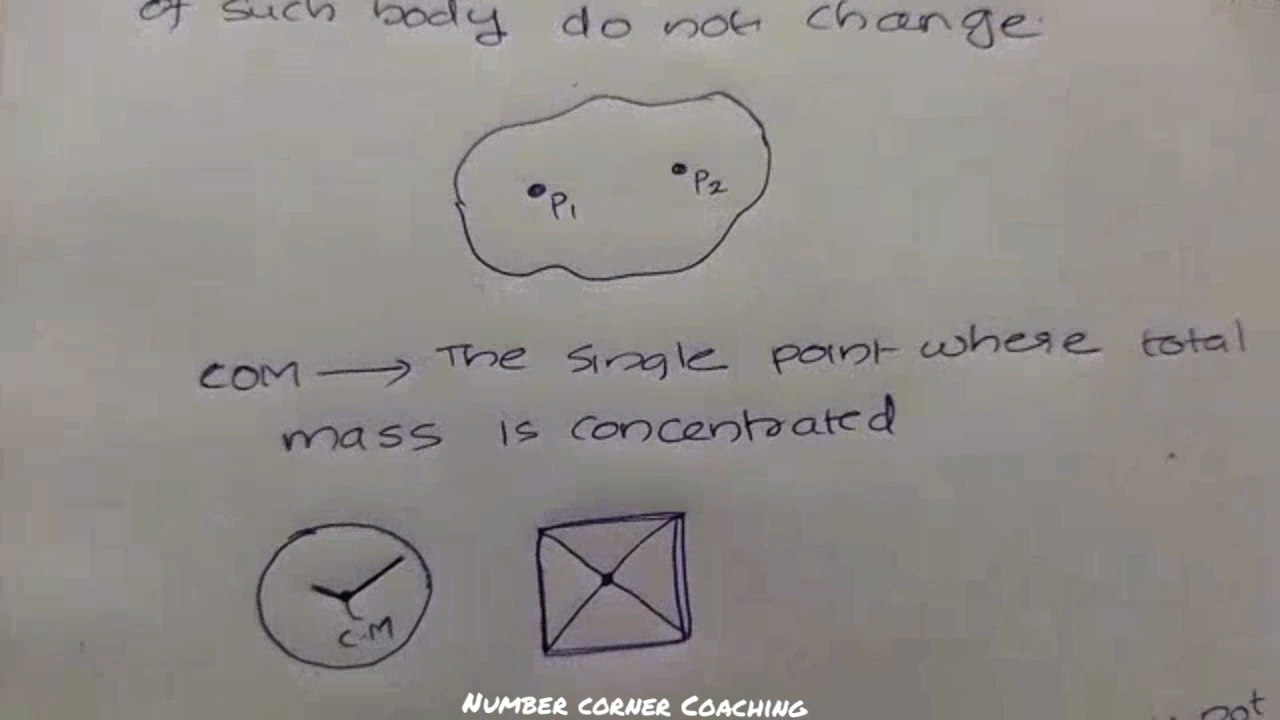 of such body do not change.
P1
P2
COM → The single point where total
mass is concentrated
C.M
not
NUMBER CORNER COACHING